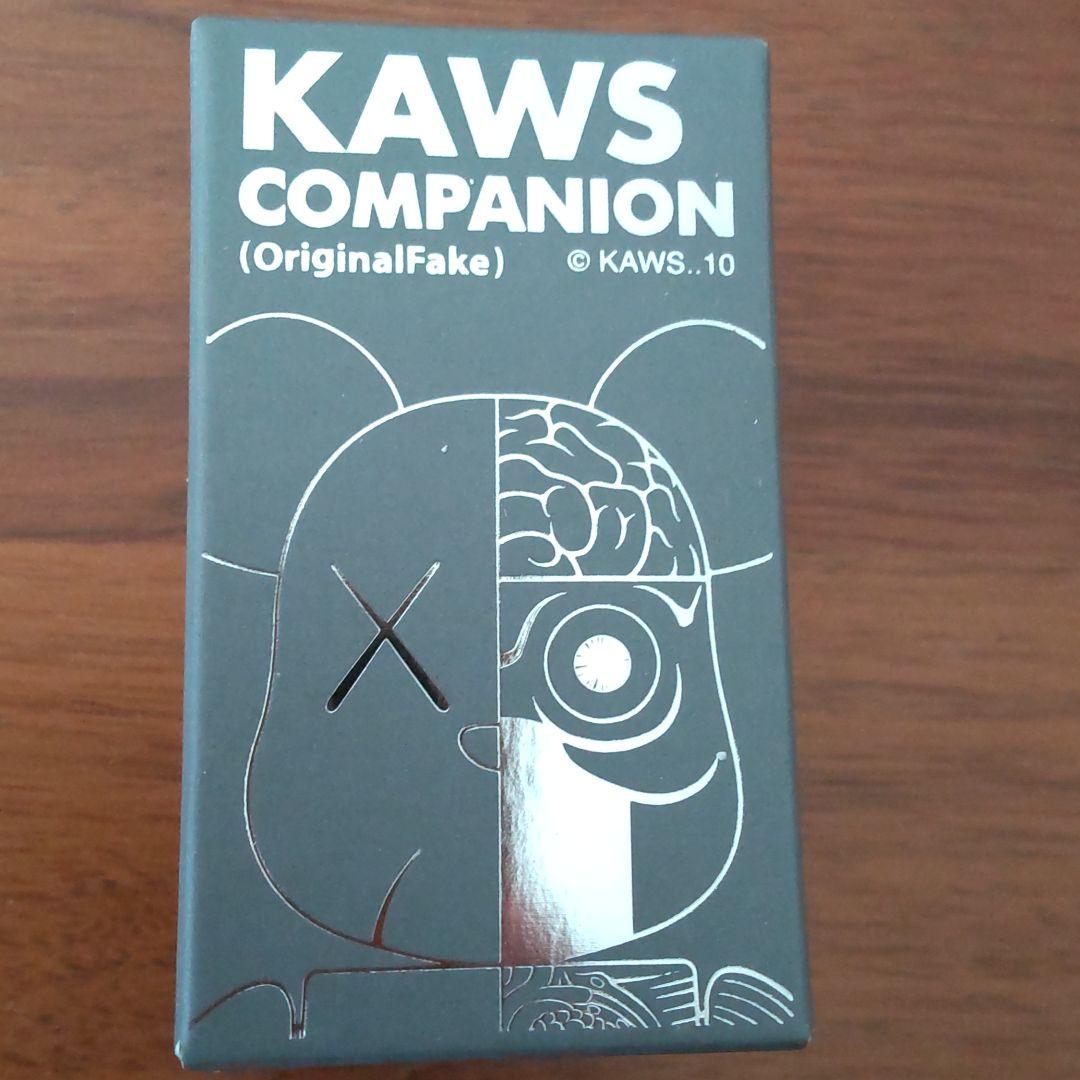 KAWS
COMPANION
(OriginalFake) © KAWS..10